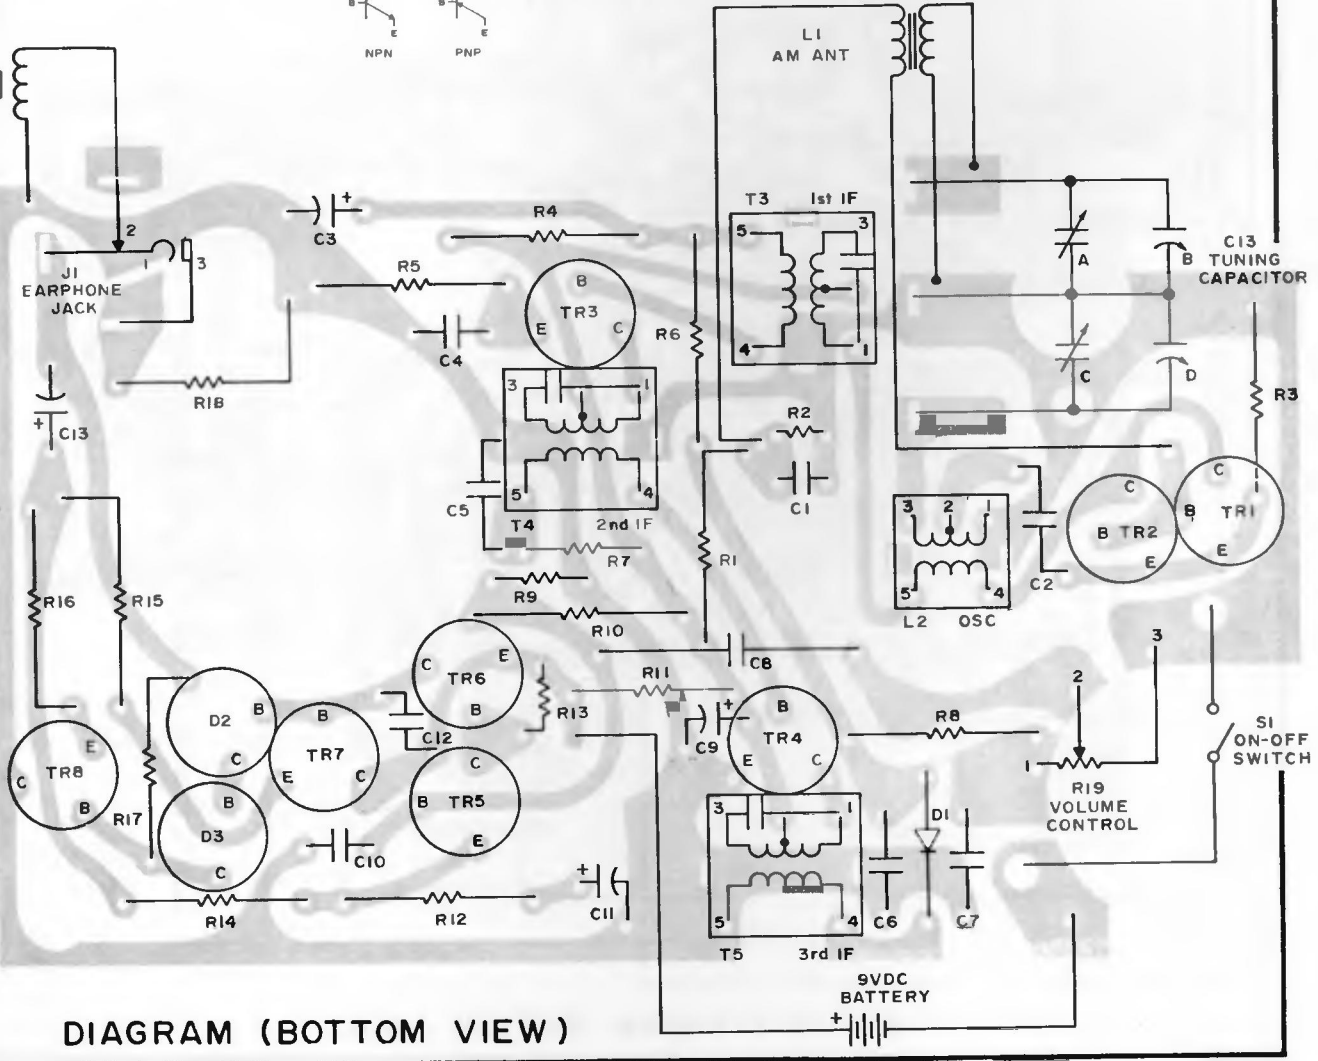 B
E
NPN
B
E
PNP
L1
AM ANT
2
1
3
J1
EARPHONE
JACK
C3
+
R4
T3
1st IF
5
3
4
1
A
B
C13
TUNING
CAPACITOR
C
D
R5
B
TR3
E
C
R6
C4
R18
3
1
R2
R3
+
C13
5
4
C5
T4
2nd IF
C1
3
2
1
C
B
TR2
E
C
B
TR1
E
R7
R1
5
4
C2
R16
R15
R9
L2
OSC
R10
3
C
E
TR6
B
C8
2
D2
B
C
R11
R13
C9
+
B
TR4
E
C
R8
S1
ON-OFF
SWITCH
B
TR7
E
C
C12
E
TR8
C
B
1
R19
VOLUME
CONTROL
C
B
TR5
E
R17
B
D3
C
3
1
D1
C10
+
C11
R14
R12
5
4
C6
C7
T5
3rd IF
9VDC
BATTERY
+
DIAGRAM (BOTTOM VIEW)